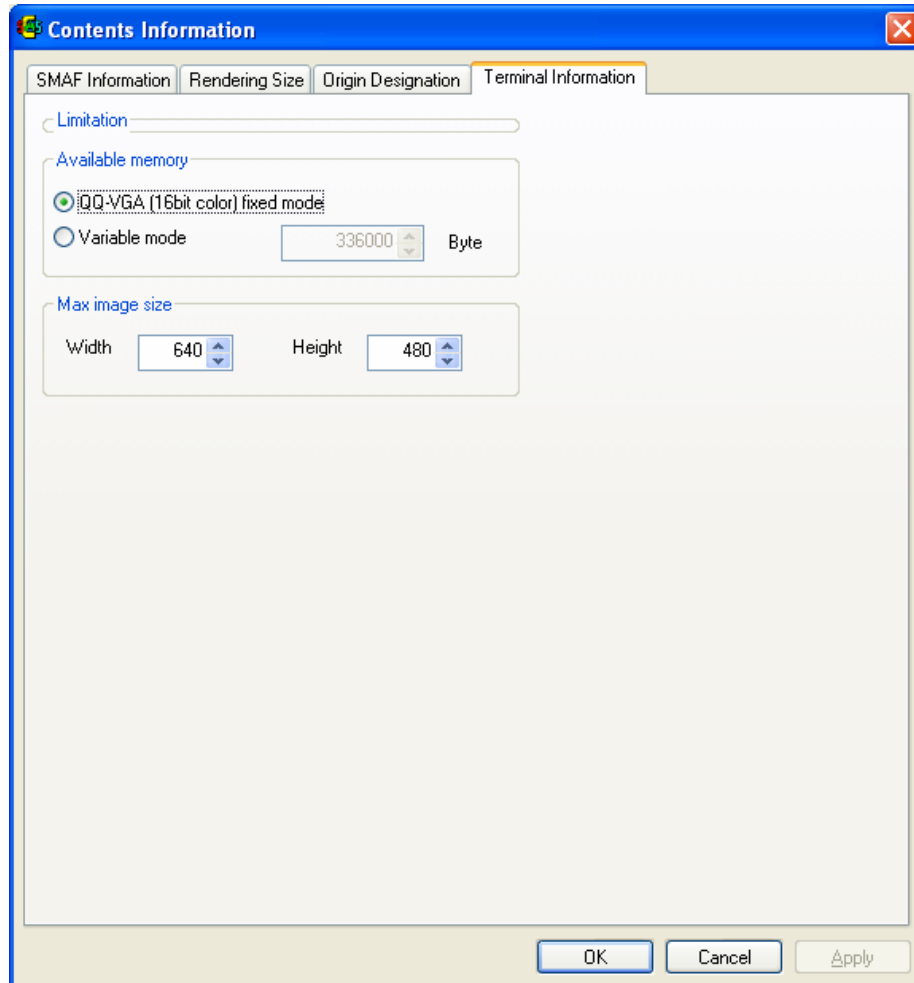 Contents Information
SMAF Information Rendering Size Origin Designation Terminal Information
Limitation
Available memory
QQ-VGA (16bit color) fixed mode
Variable mode 336000 Byte
Max image size
Width 640 Height 480
OK Cancel Apply